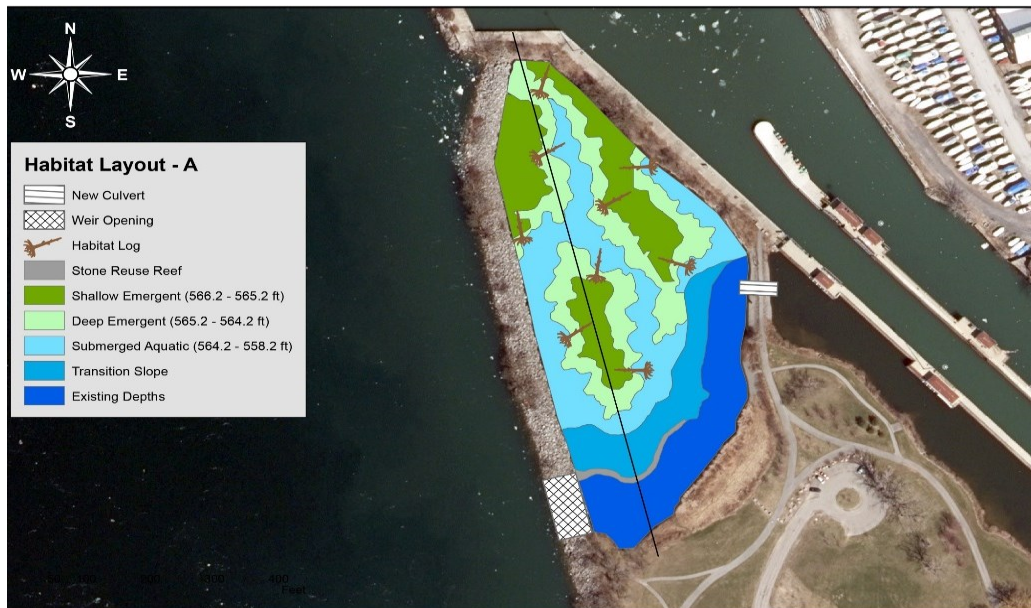 N
W E
S
Habitat Layout - A
New Culvert
Weir Opening
Habitat Log
Stone Reuse Reef
Shallow Emergent (566.2 - 565.2 ft)
Deep Emergent (565.2 - 564.2 ft)
Submerged Aquatic (564.2 - 558.2 ft)
Transition Slope
Existing Depths
50 100 200 300 400
Feet